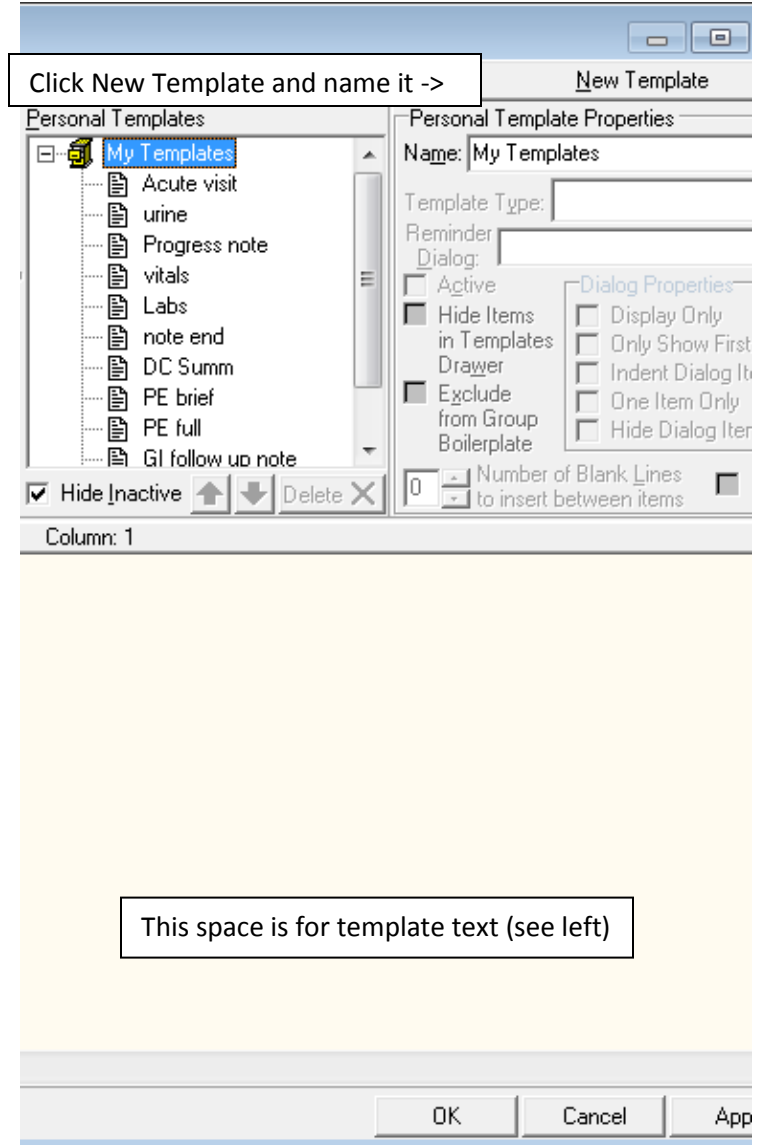 Click New Template and name it ->
New Template
Personal Templates
My Templates
Acute visit
urine
Progress note
vitals
Labs
note end
DC Summ
PE brief
PE full
GI follow up note
Hide Inactive
Delete
Personal Template Properties
Name: My Templates
Template Type:
Reminder
Dialog:
Active
Hide Items
in Templates
Drawer
Exclude
from Group
Boilerplate
Dialog Properties
Display Only
Only Show First
Indent Dialog Ite
One Item Only
Hide Dialog Iter
0
Number of Blank Lines
to insert between items
Column: 1
This space is for template text (see left)
OK
Cancel
App